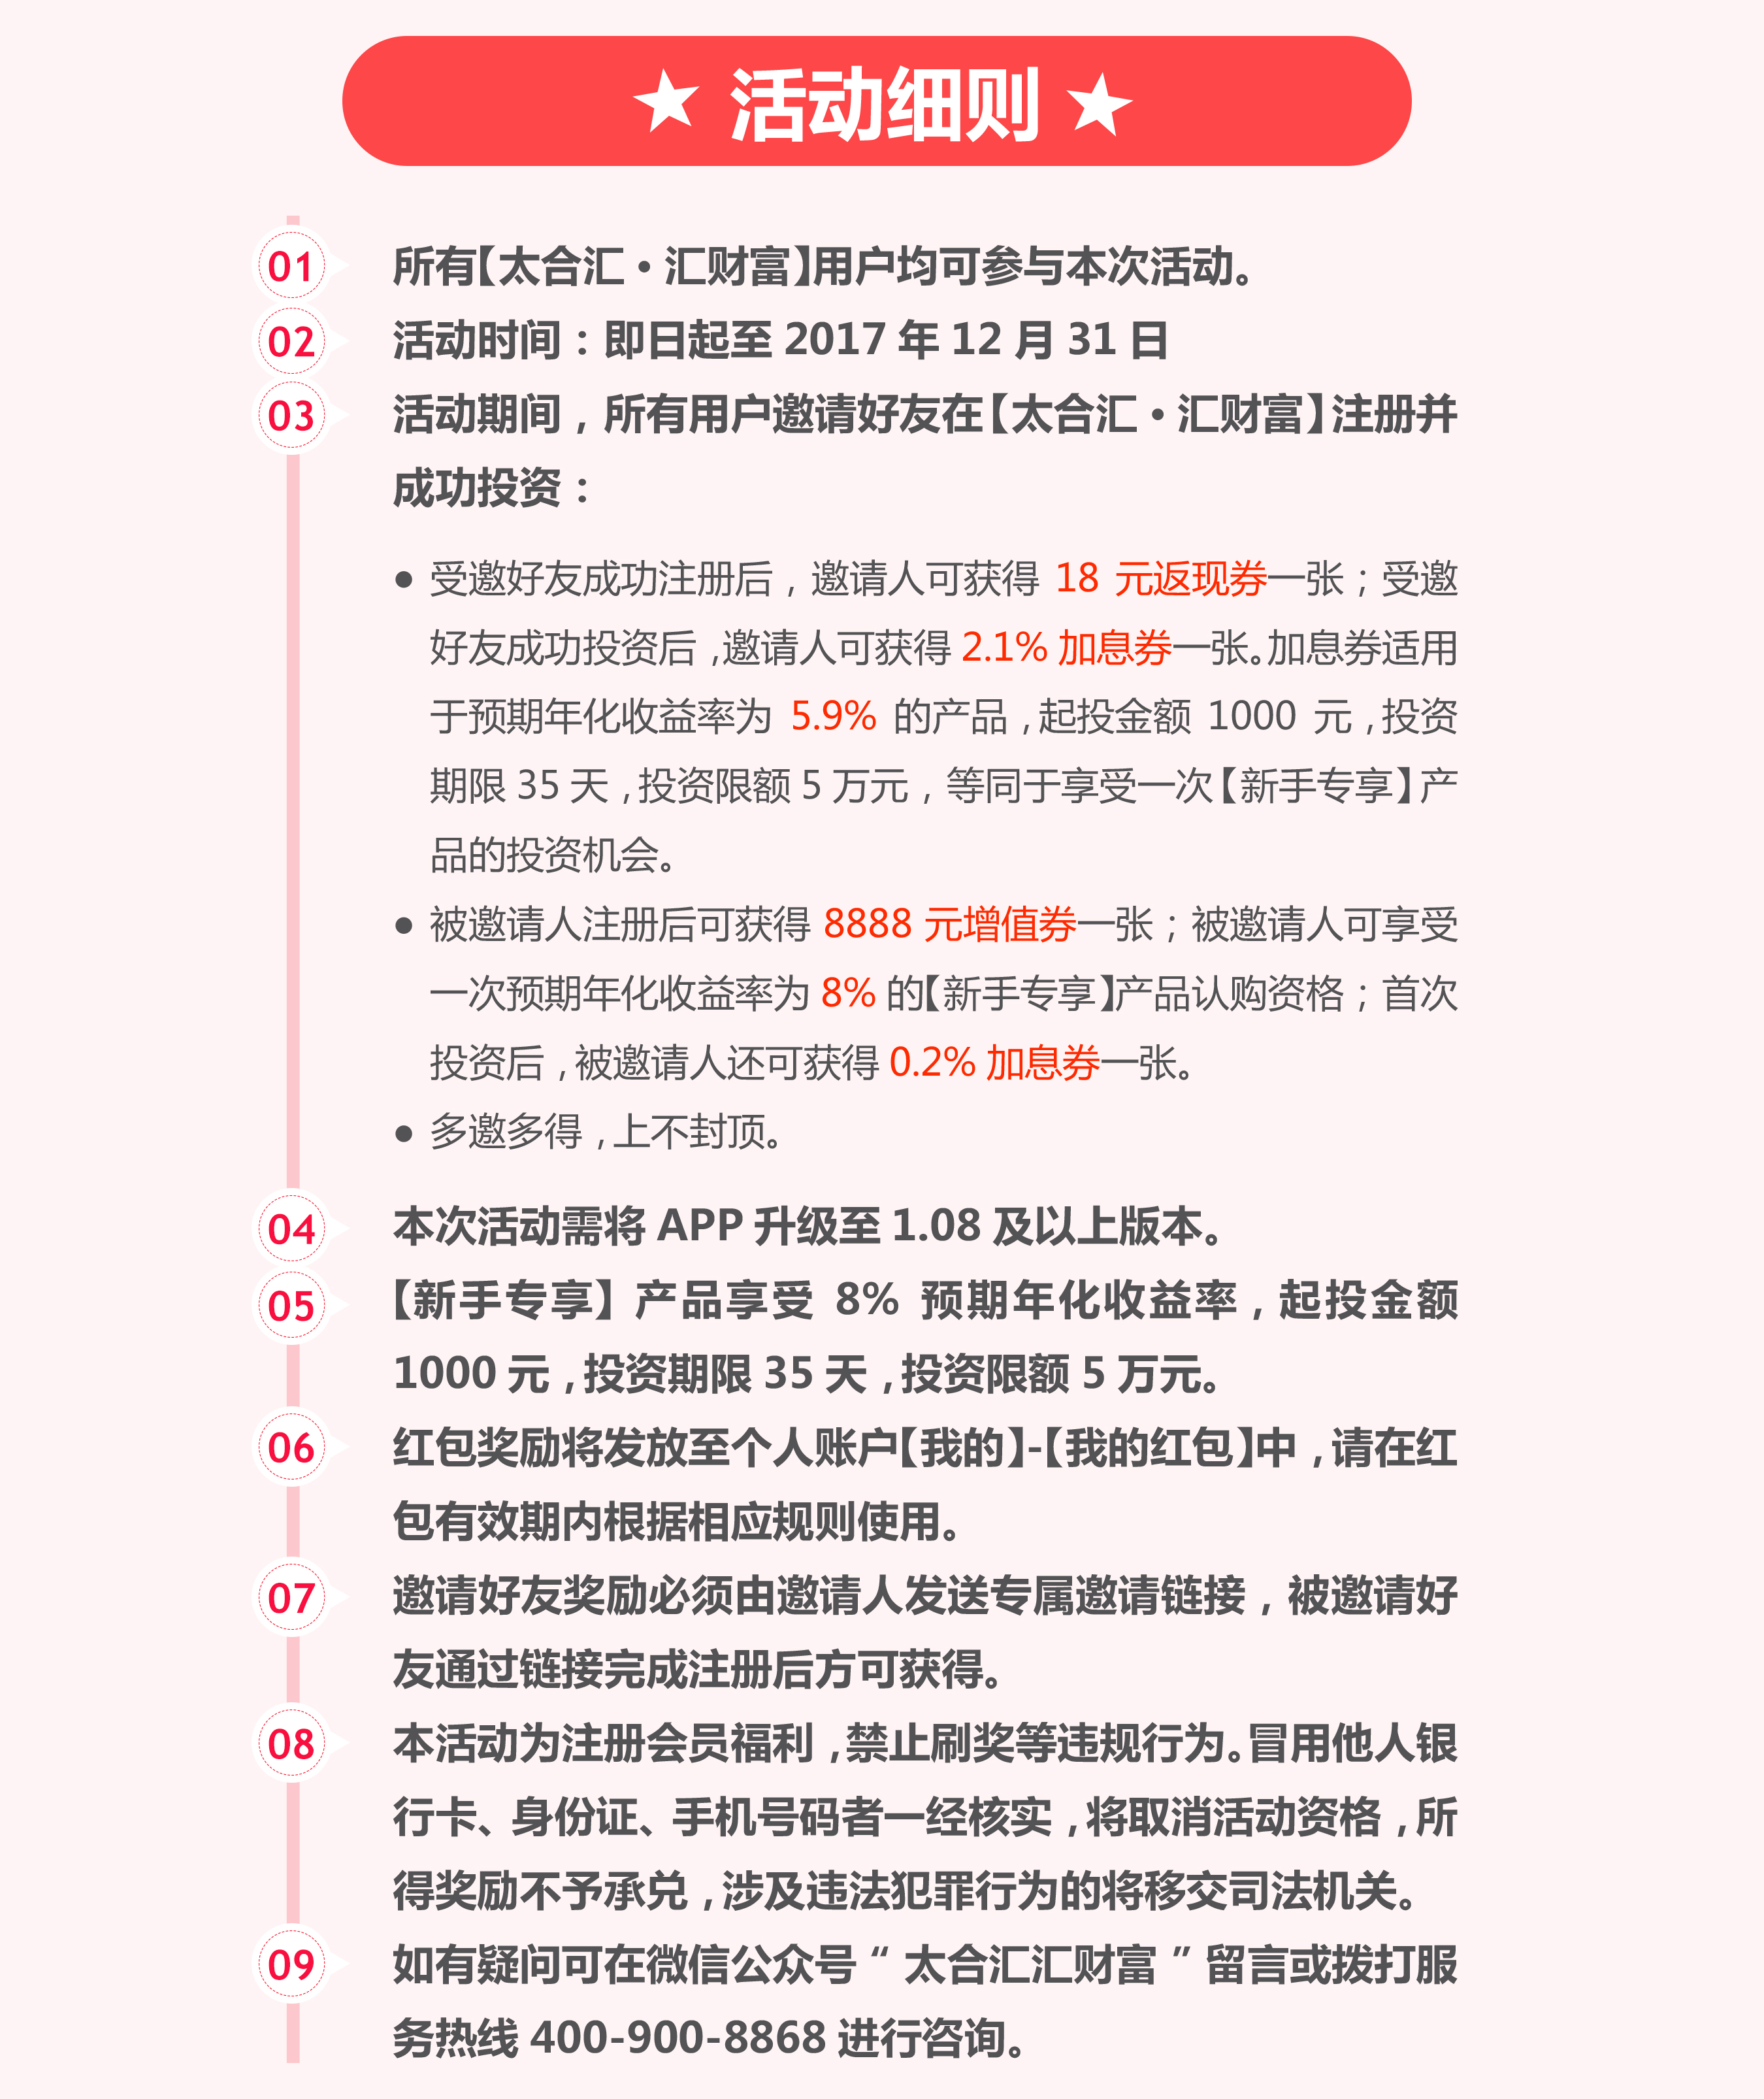 ★ 活动细则 ★
01 所有【太合汇·汇财富】用户均可参与本次活动。
02 活动时间：即日起至 2017 年 12 月 31 日
03 活动期间，所有用户邀请好友在【太合汇·汇财富】注册并
成功投资：
● 受邀好友成功注册后，邀请人可获得 18 元返现券一张；受邀
好友成功投资后，邀请人可获得 2.1% 加息券一张。加息券适用
于预期年化收益率为 5.9% 的产品，起投金额 1000 元，投资
期限 35 天，投资限额 5 万元，等同于享受一次【新手专享】产
品的投资机会。
● 被邀请人注册后可获得 8888 元增值券一张；被邀请人可享受
一次预期年化收益率为 8% 的【新手专享】产品认购资格；首次
投资后，被邀请人还可获得 0.2% 加息券一张。
● 多邀多得，上不封顶。
04 本次活动需将 APP 升级至 1.08 及以上版本。
05 【新手专享】产品享受 8% 预期年化收益率，起投金额
1000 元，投资期限 35 天，投资限额 5 万元。
06 红包奖励将发放至个人账户【我的】-【我的红包】中，请在红
包有效期内根据相应规则使用。
07 邀请好友奖励必须由邀请人发送专属邀请链接，被邀请好
友通过链接完成注册后方可获得。
08 本活动为注册会员福利，禁止刷奖等违规行为。冒用他人银
行卡、身份证、手机号码者一经核实，将取消活动资格，所
得奖励不予承兑，涉及违法犯罪行为的将移交司法机关。
09 如有疑问可在微信公众号“太合汇汇财富”留言或拨打服
务热线 400-900-8868 进行咨询。